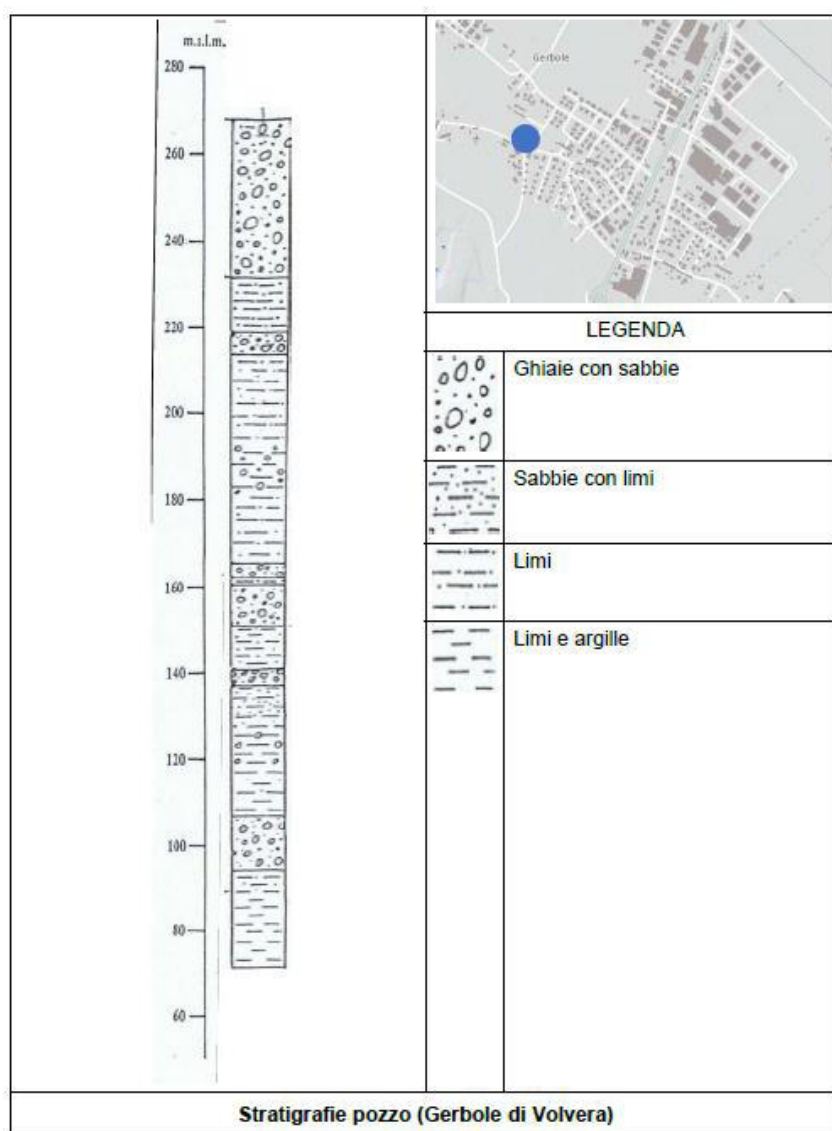 m.s.l.m.
280
260
240
220
200
180
160
140
120
100
80
60
Gerbole
LEGENDA
Ghiaie con sabbie
Sabbie con limi
Limi
Limi e argille
Stratigrafie pozzo (Gerbole di Volvera)